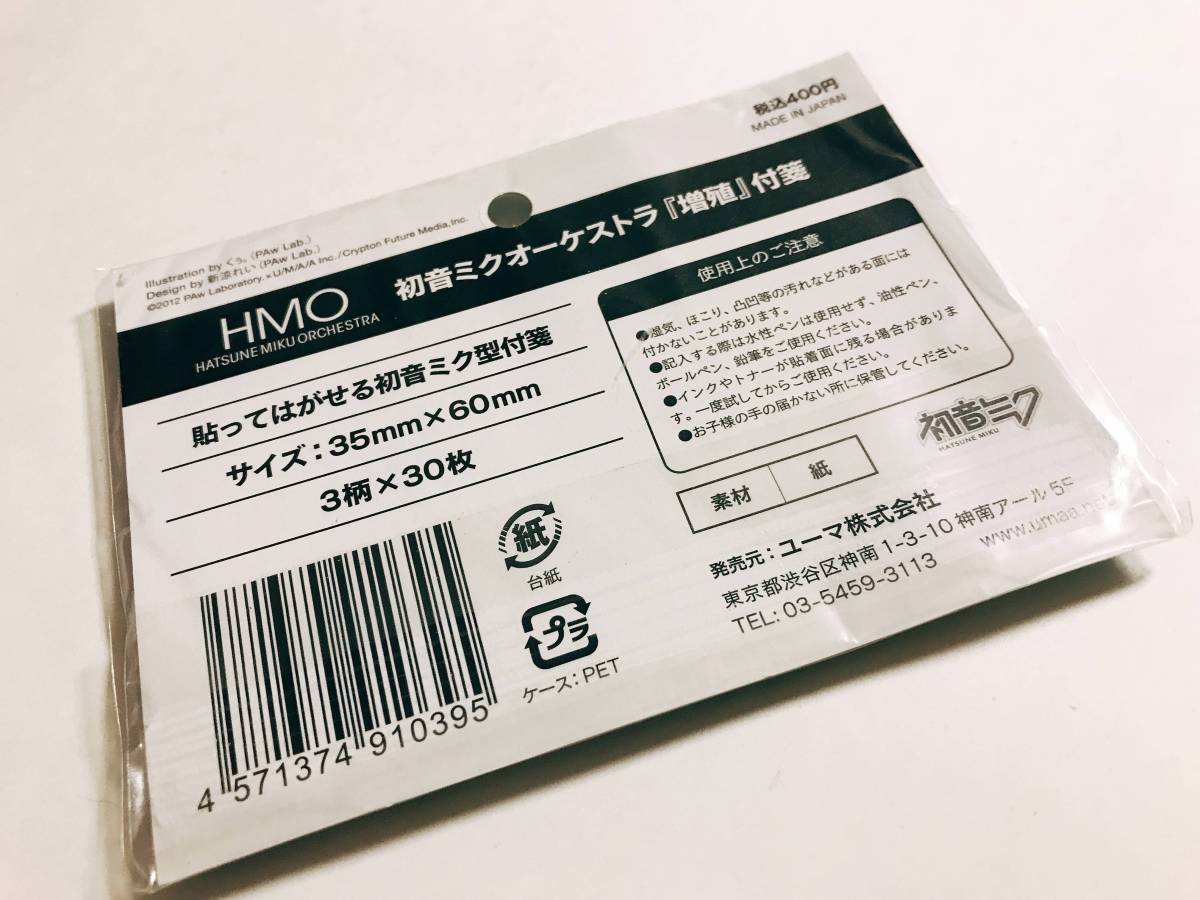 税込400円
MADE IN JAPAN
Illustration by くぅ。(PAw Lab.)
Design by 新涼れい (PAw Lab.)
©2012 PAw Laboratory. × U/M/A/A Inc. / Crypton Future Media, Inc.
HMO
HATSUNE MIKU ORCHESTRA
初音ミクオーケストラ『増殖』付箋
貼ってはがせる初音ミク型付箋
サイズ：35mm×60mm
3柄×30枚
使用上のご注意
●湿気、ほこり、凸凹等の汚れなどがある面には
付かないことがあります。
●記入する際は水性ペンは使用せず、油性ペン、
ボールペン、鉛筆をご使用ください。
●インクやトナーが貼着面に残る場合がありま
す。一度試してからご使用ください。
●お子様の手の届かない所に保管してください。
初音ミク
HATSUNE MIKU
素材 紙
紙
台紙
プラ
ケース：PET
発売元：ユーマ株式会社
東京都渋谷区神南1-3-10 神南アール 5F
TEL: 03-5459-3113
www.umaa.net
4 571374 910395